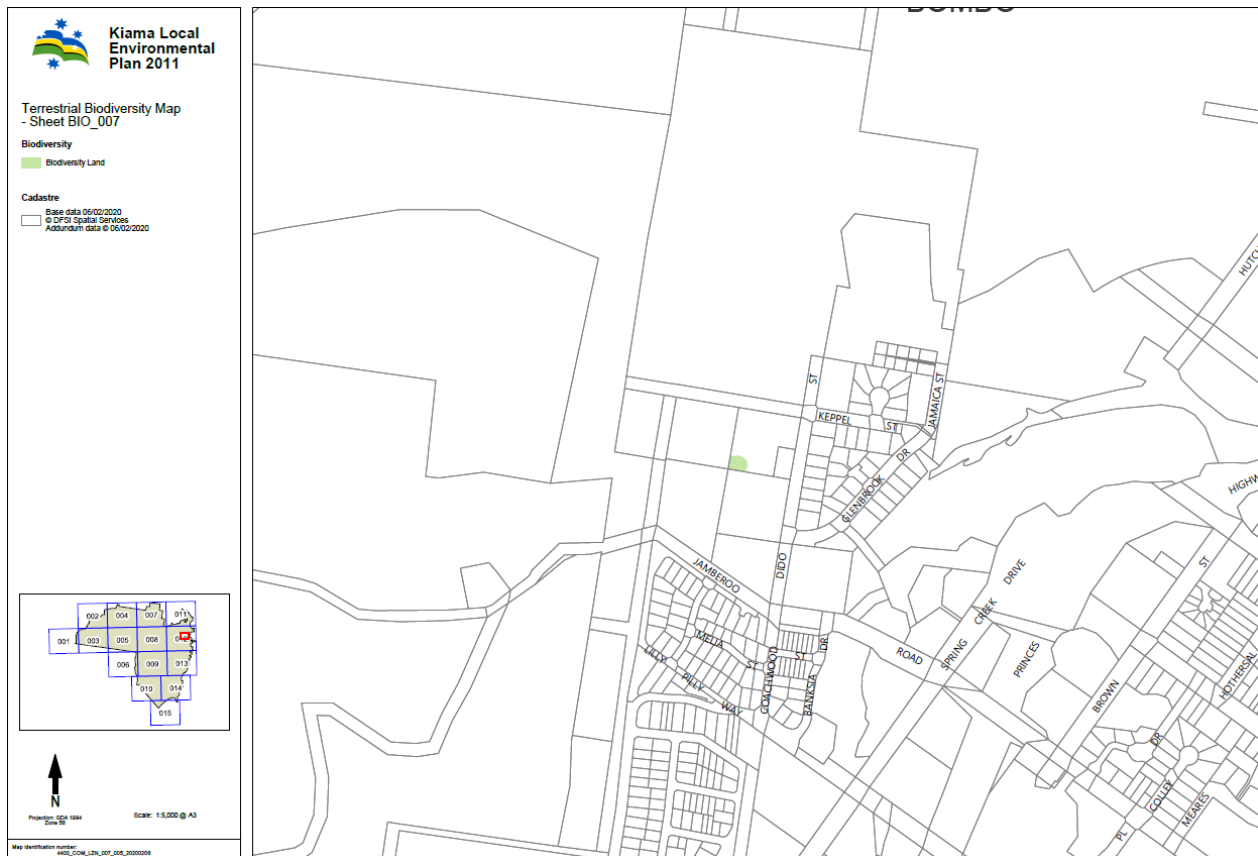 Kiama Local
Environmental
Plan 2011
Terrestrial Biodiversity Map
- Sheet BIO_007
Biodiversity
Biodiversity Land
Cadastre
Base data 06/02/2020
© DFSI Spatial Services
Addundum data © 06/02/2020
002
004
007
011
001
003
005
008
006
009
013
010
014
015
N
Projection: GDA 1994
Zone 56
Scale: 1:5,000 @ A3
Map identification number:
4400_COM_LZN_007_005_20200206
BOMBO
ST
KEPPEL
ST
JAMAICA ST
DR
GLENBROOK
HIGHW
JAMBEROO
DIDO
DRIVE
CREEK
SPRING
ST
MELIA
ST
ST
DR
LILLY
PILLY
WAY
COACHWOOD
BANKSIA
ROAD
PRINCES
BROWN
HOTHERSAL
DR
COLLEY
MEARES
PL